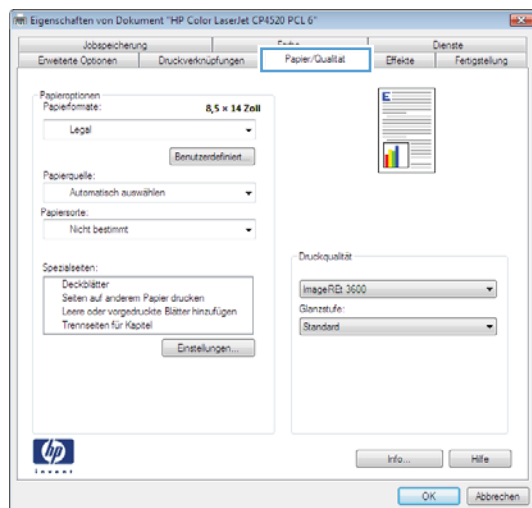 Eigenschaften von Dokument "HP Color LaserJet CP4520 PCL 6"
Jobspeicherung Farbe Dienste
Erweiterte Optionen Druckverknüpfungen Papier/Qualität Effekte Fertigstellung
Papieroptionen
Papierformate: 8,5 × 14 Zoll
Legal
Benutzerdefiniert...
Papierquelle:
Automatisch auswählen
Papiersorte:
Nicht bestimmt
Spezialseiten:
Deckblätter
Seiten auf anderem Papier drucken
Leere oder vorgedruckte Blätter hinzufügen
Trennseiten für Kapitel
Einstellungen...
E
Druckqualität
ImageREt 3600
Glanzstufe:
Standard
hp
invent
Info...
Hilfe
OK
Abbrechen